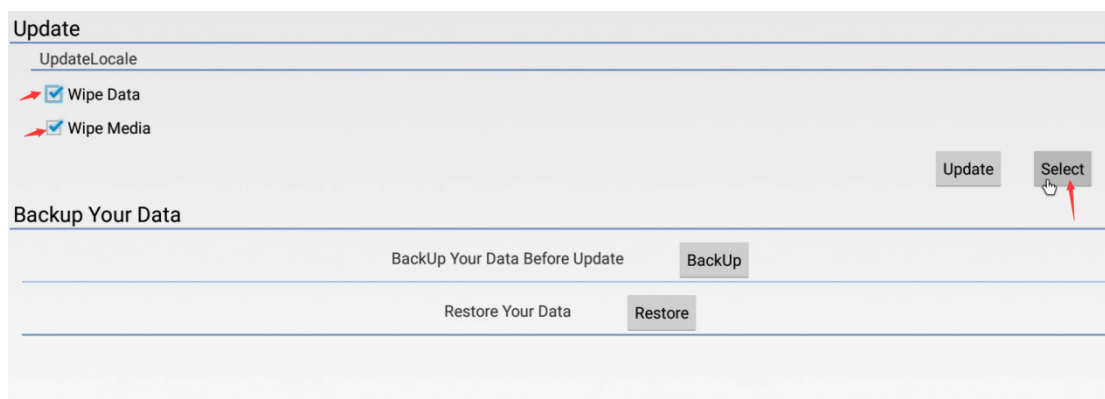 Update
UpdateLocale
Wipe Data
Wipe Media
Update Select
Backup Your Data
BackUp Your Data Before Update BackUp
Restore Your Data Restore